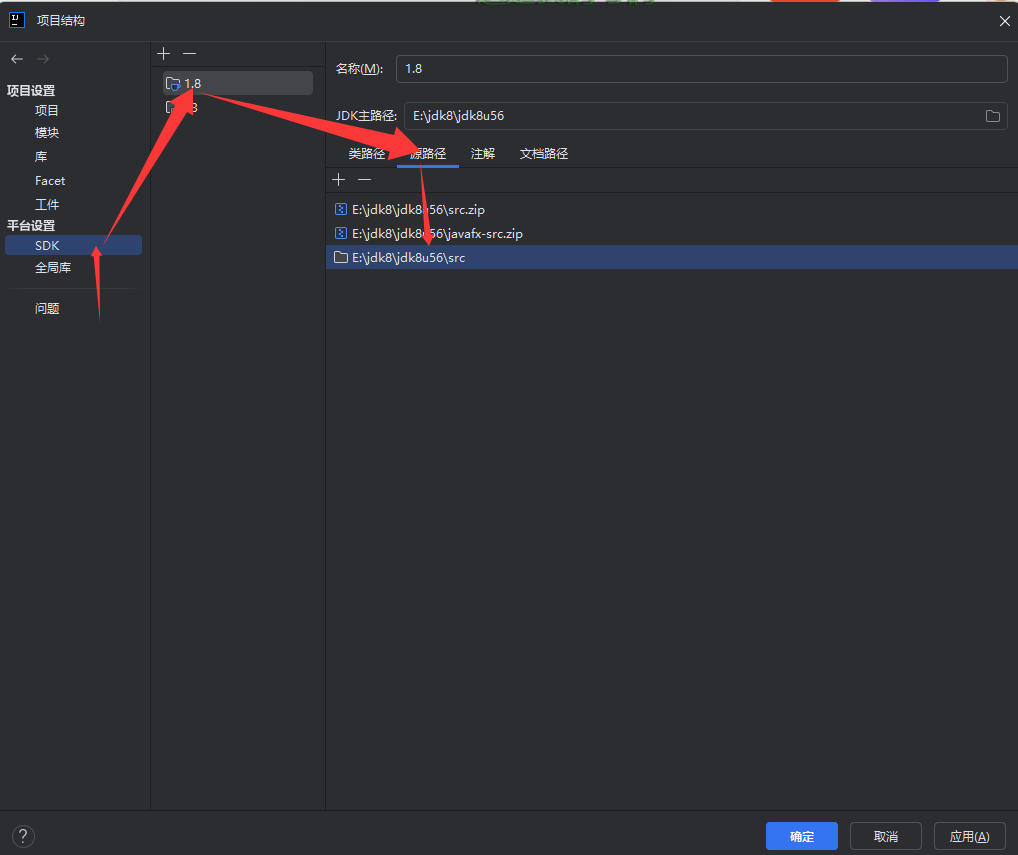 项目结构
项目设置
项目
模块
库
Facet
工件
平台设置
SDK
全局库
问题
1.8
名称(M): 1.8
JDK主路径: E:\jdk8\jdk8u56
类路径 源路径 注解 文档路径
E:\jdk8\jdk8u56\src.zip
E:\jdk8\jdk8u56\javafx-src.zip
E:\jdk8\jdk8u56\src
? 确定 取消 应用(A)